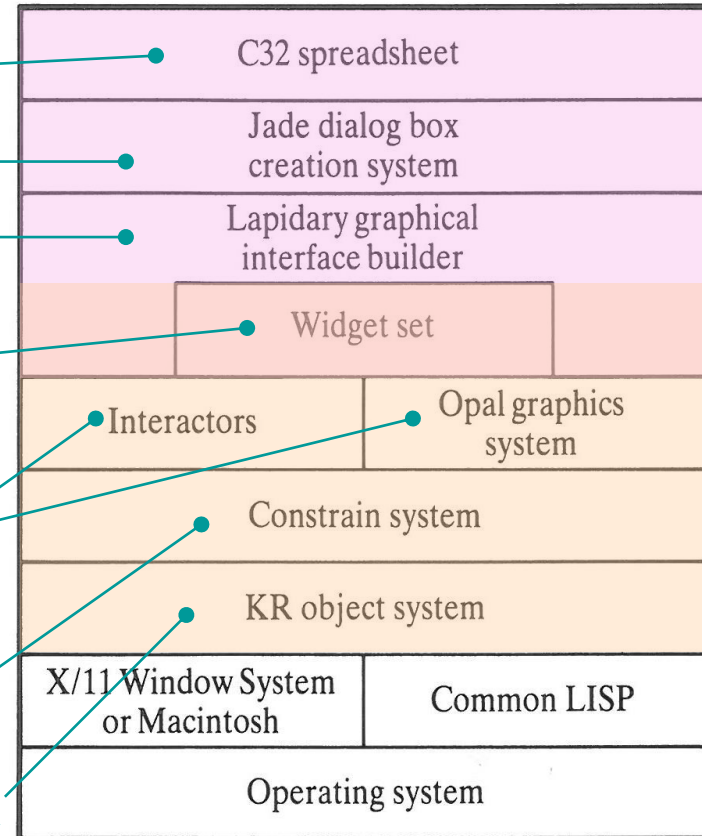 C32 spreadsheet
Jade dialog box
creation system
Lapidary graphical
interface builder
Widget set
Interactors
Opal graphics
system
Constrain system
KR object system
X/11 Window System
or Macintosh
Common LISP
Operating system